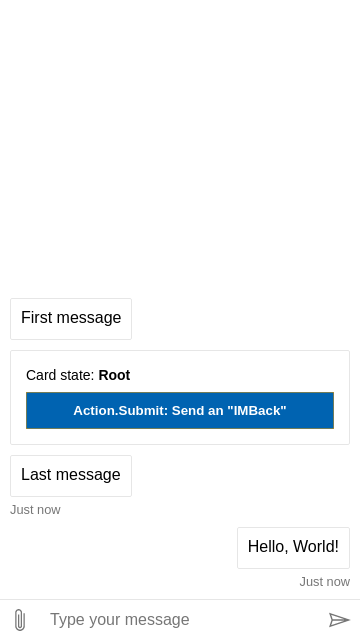 First message
Card state: Root
Action.Submit: Send an "IMBack"
Last message
Just now
Hello, World!
Just now
Type your message